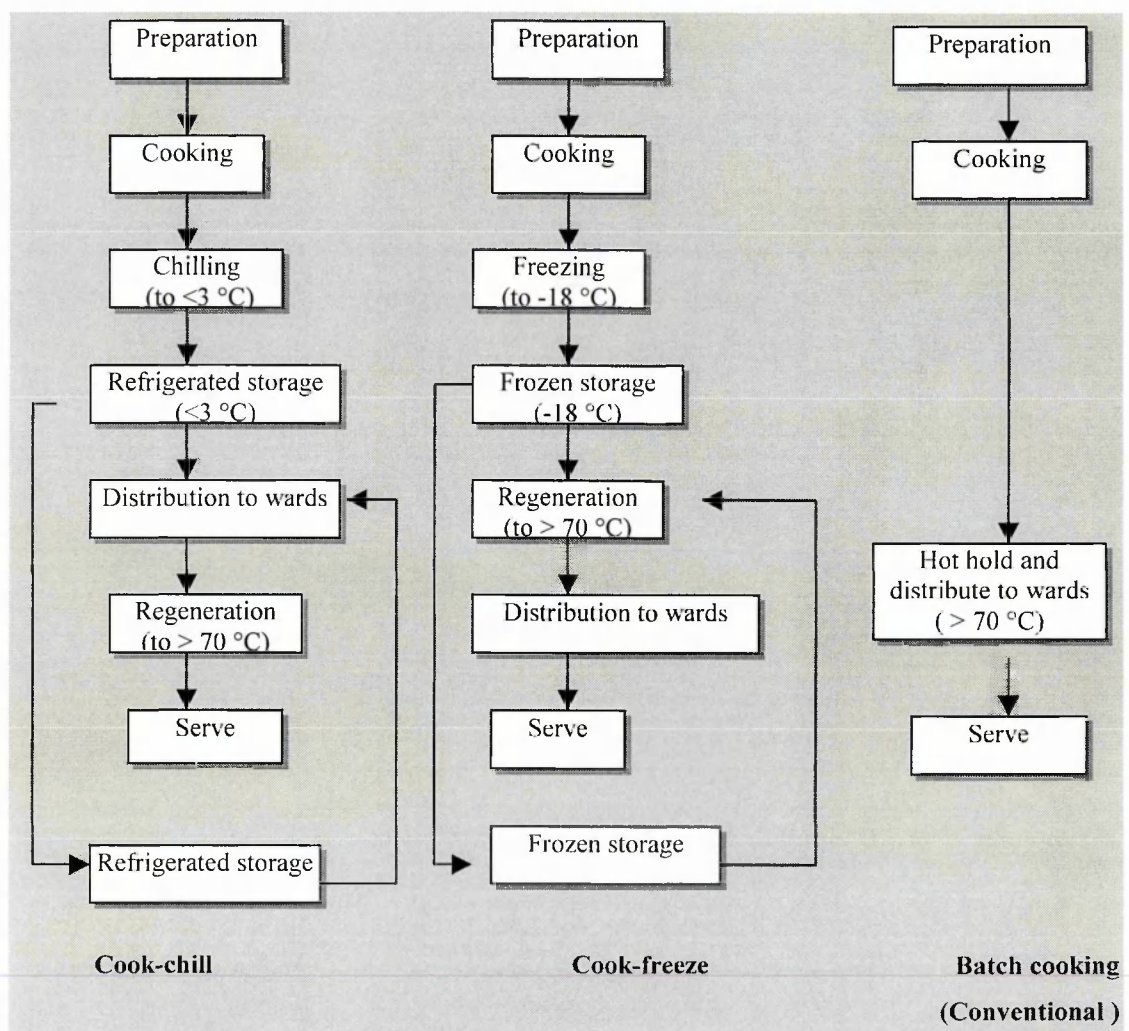 Preparation
Cooking
Chilling
(to <3 °C)
Refrigerated storage
(<3 °C)
Distribution to wards
Regeneration
(to > 70 °C)
Serve
Refrigerated storage
Cook-chill
Preparation
Cooking
Freezing
(to -18 °C)
Frozen storage
(-18 °C)
Regeneration
(to > 70 °C)
Distribution to wards
Serve
Frozen storage
Cook-freeze
Preparation
Cooking
Hot hold and
distribute to wards
( > 70 °C)
Serve
Batch cooking
(Conventional )